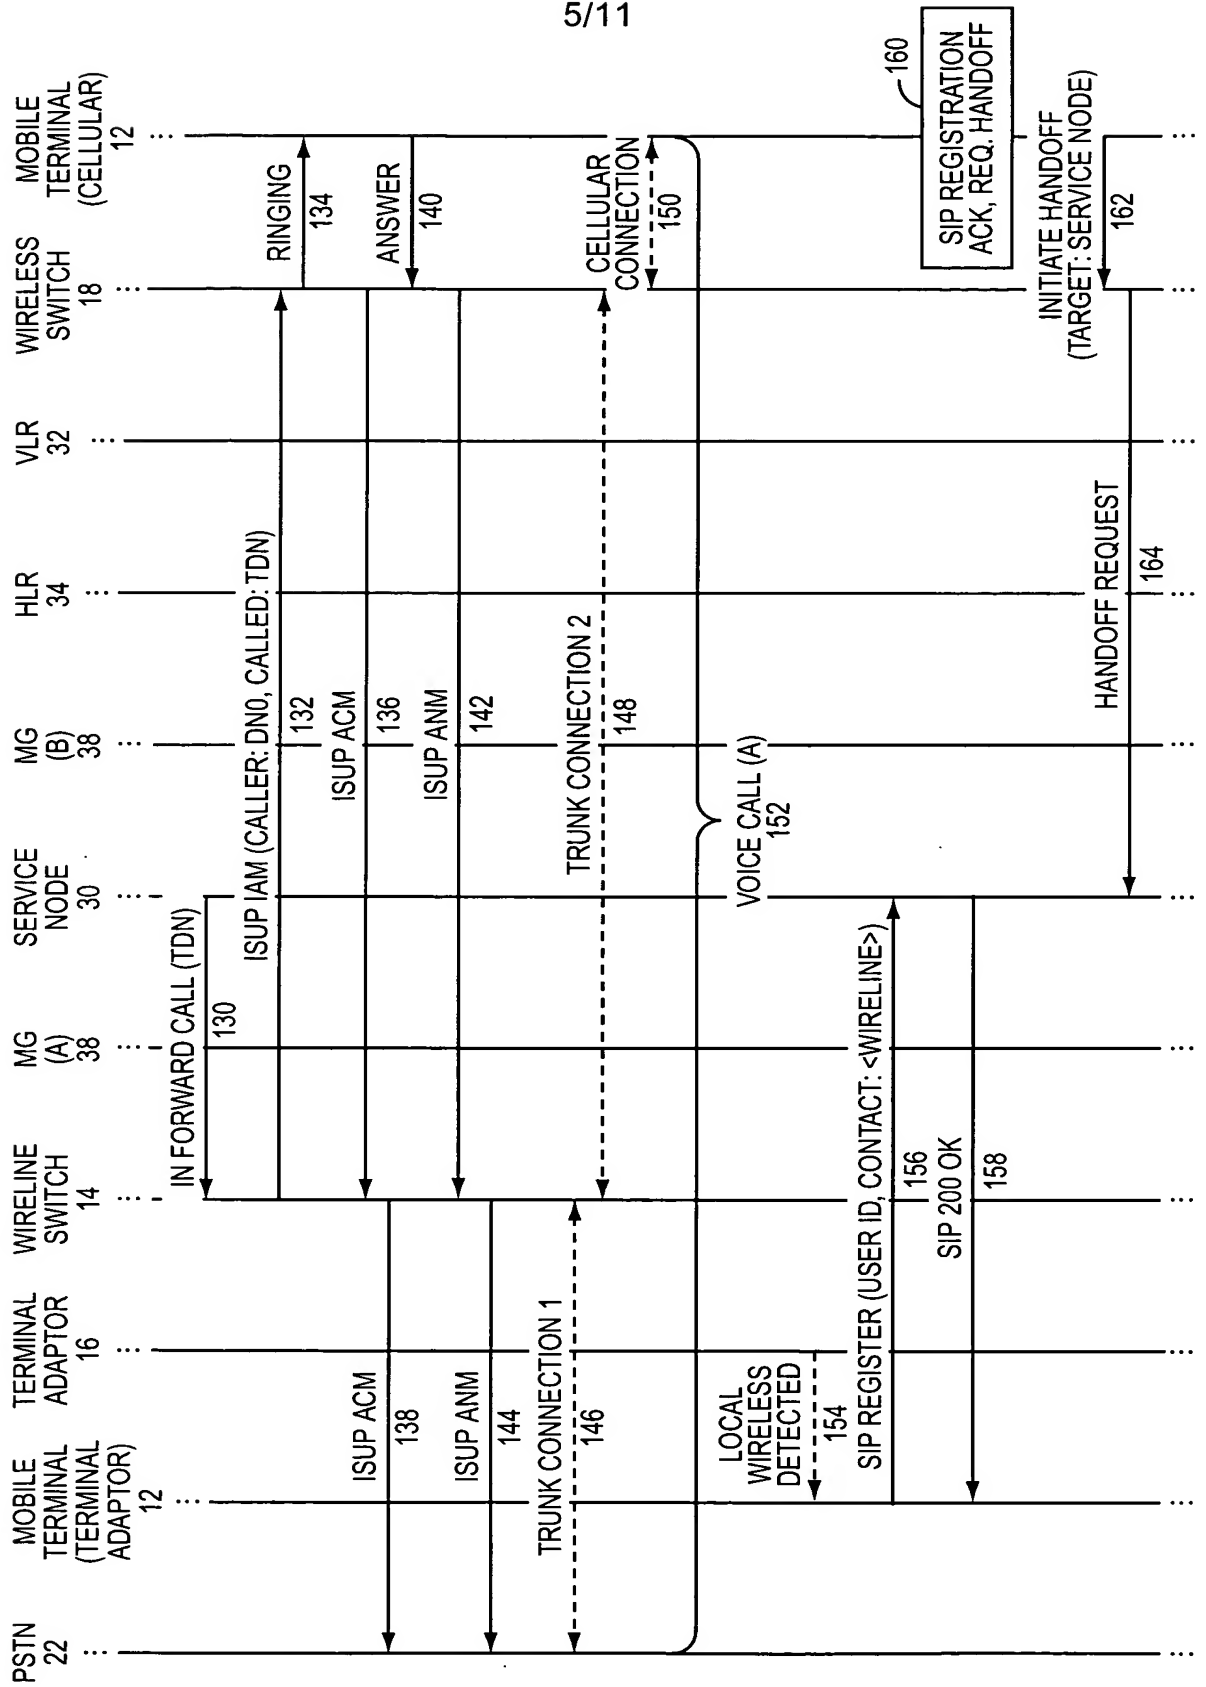 5/11
PSTN
22
MOBILE
TERMINAL
(TERMINAL
ADAPTOR)
12
TERMINAL
ADAPTOR
16
WIRELINE
SWITCH
14
MG
(A)
38
SERVICE
NODE
30
MG
(B)
38
HLR
34
VLR
32
WIRELESS
SWITCH
18
MOBILE
TERMINAL
(CELLULAR)
12
IN FORWARD CALL (TDN)
130
ISUP IAM (CALLER: DN0, CALLED: TDN)
132
RINGING
134
ISUP ACM
136
ISUP ACM
138
ANSWER
140
ISUP ANM
142
ISUP ANM
144
TRUNK CONNECTION 1
146
TRUNK CONNECTION 2
148
CELLULAR
CONNECTION
150
VOICE CALL (A)
152
LOCAL
WIRELESS
DETECTED
154
SIP REGISTER (USER ID, CONTACT: <WIRELINE>)
156
SIP 200 OK
158
160
SIP REGISTRATION
ACK, REQ. HANDOFF
INITIATE HANDOFF
(TARGET: SERVICE NODE)
162
HANDOFF REQUEST
164